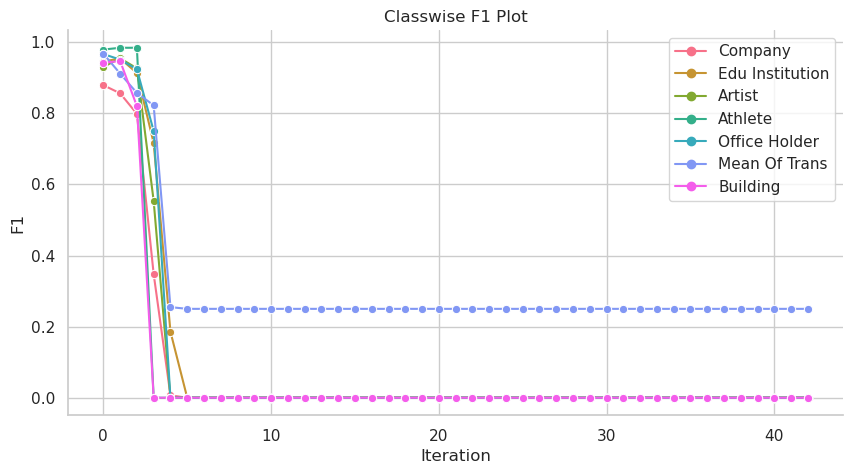 Classwise F1 Plot
1.0
0.8
0.6
0.4
0.2
0.0
F1
0
10
20
30
40
Iteration
Company
Edu Institution
Artist
Athlete
Office Holder
Mean Of Trans
Building